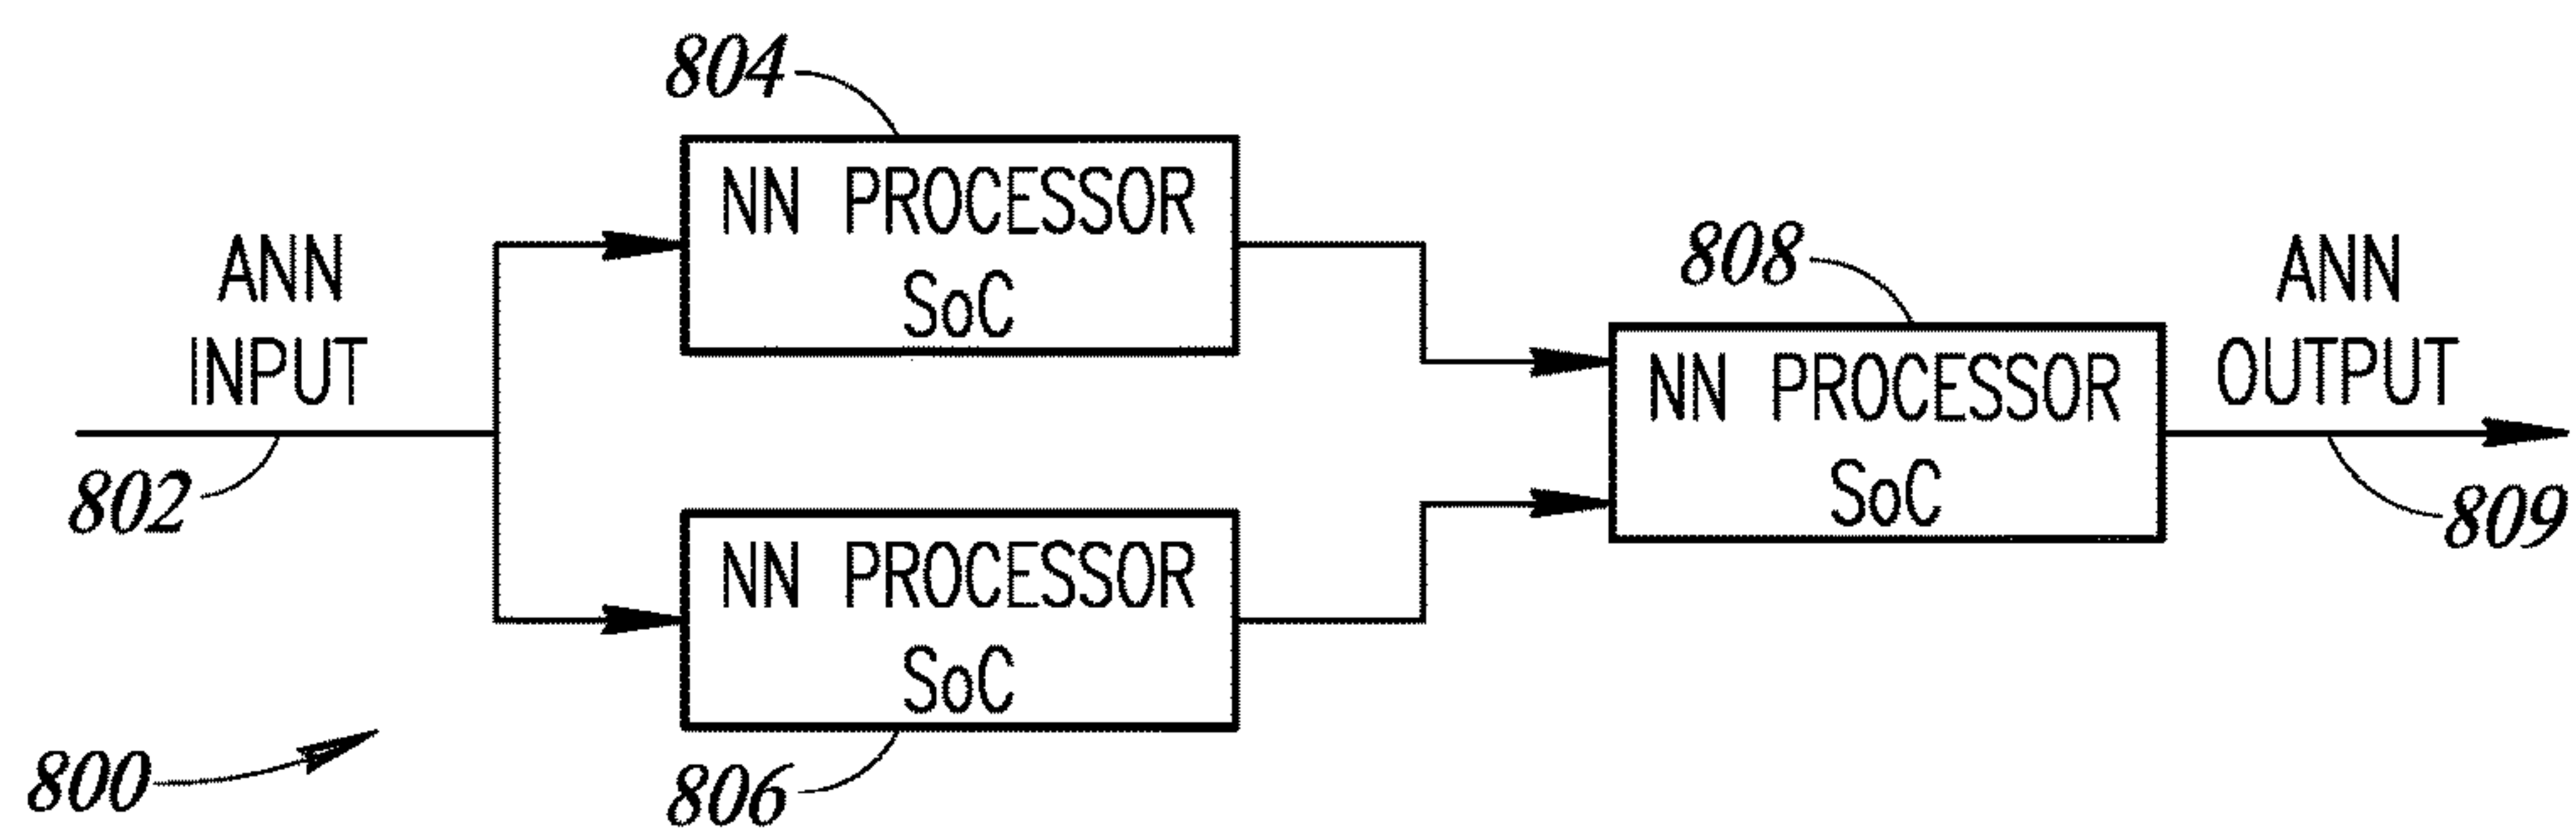 804
NN PROCESSOR
SoC
ANN
INPUT
802
808
NN PROCESSOR
SoC
ANN
OUTPUT
809
NN PROCESSOR
SoC
806
800